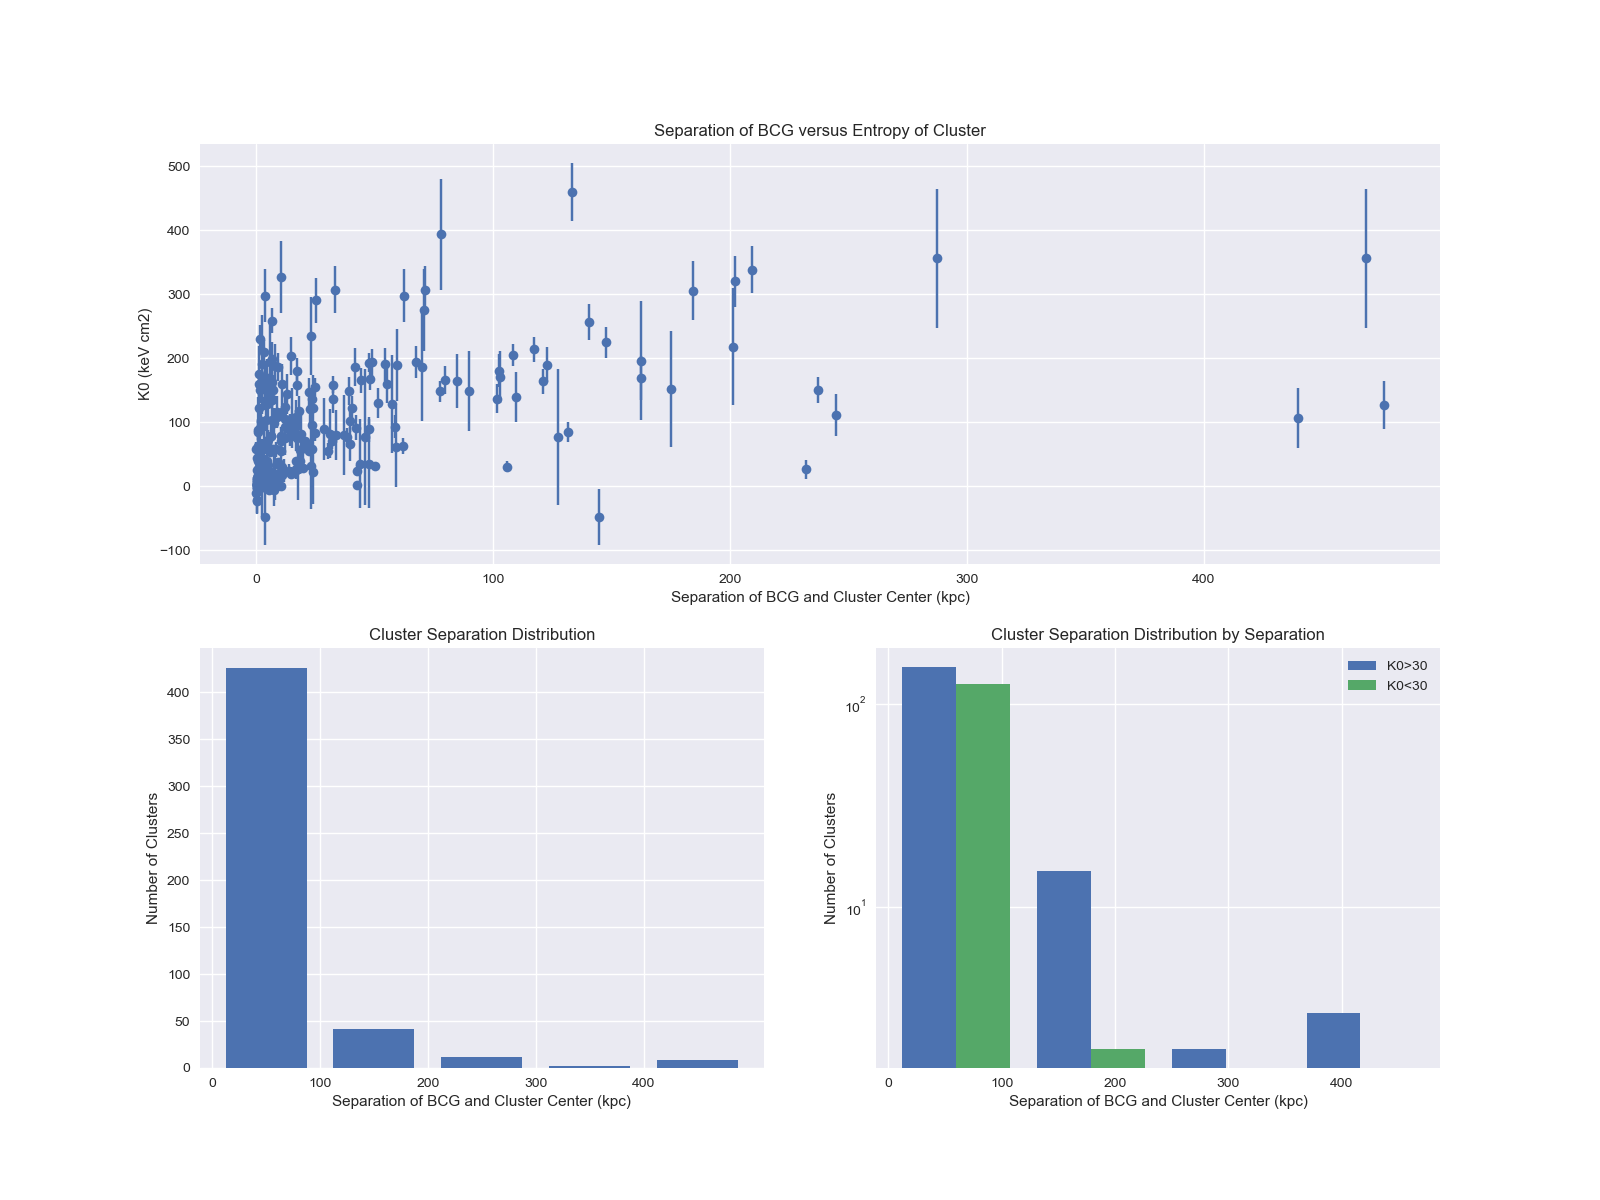 Separation of BCG versus Entropy of Cluster
500
400
300
200
100
0
−100
K0 (keV cm2)
0 100 200 300 400
Separation of BCG and Cluster Center (kpc)
Cluster Separation Distribution
400
350
300
250
200
150
100
50
0
Number of Clusters
0 100 200 300 400
Separation of BCG and Cluster Center (kpc)
Cluster Separation Distribution by Separation
K0>30
K0<30
10²
10¹
Number of Clusters
0 100 200 300 400
Separation of BCG and Cluster Center (kpc)